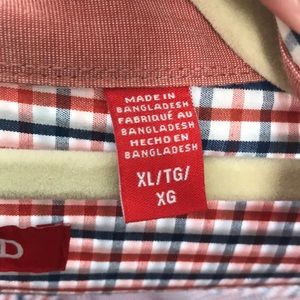 MADE IN
BANGLADESH
FABRIQUÉ AU
BANGLADESH
HECHO EN
BANGLADESH
XL/TG/
XG
D